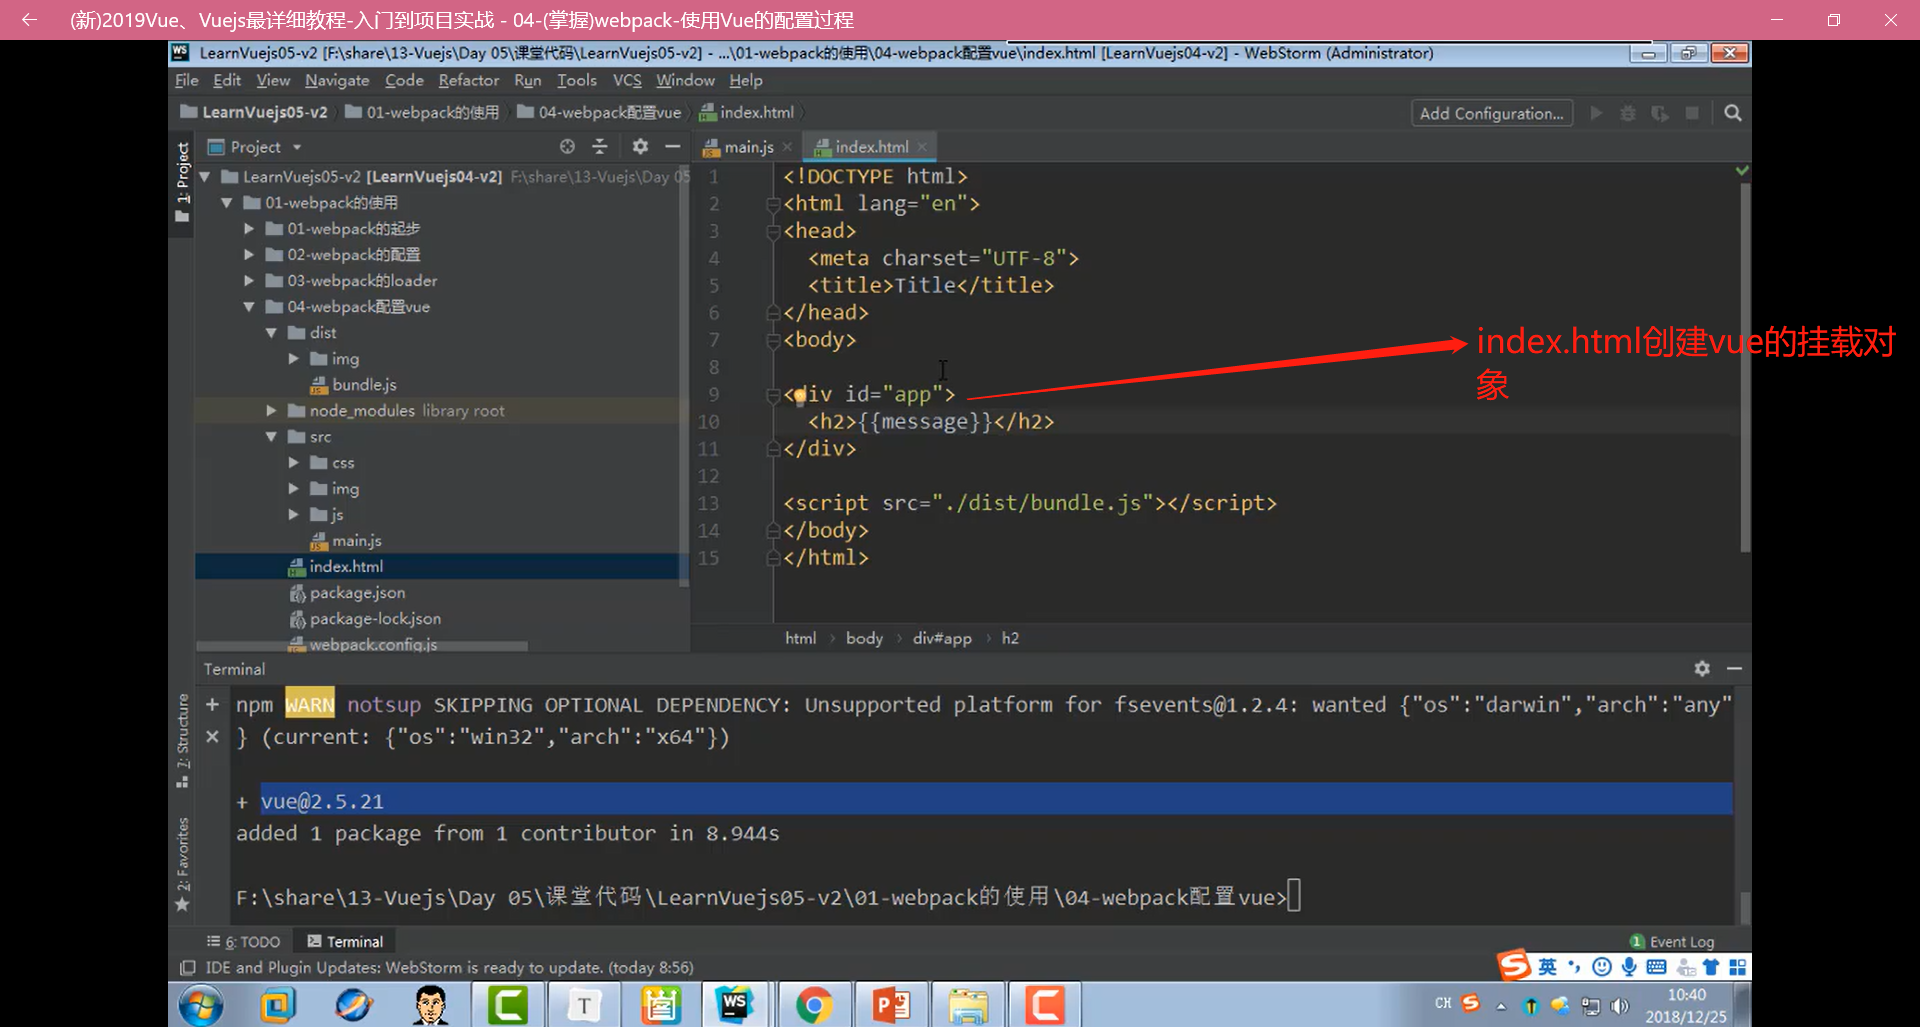 (新)2019Vue、Vuejs最详细教程-入门到项目实战 - 04-(掌握)webpack-使用Vue的配置过程
WS LearnVuejs05-v2 [F:\share\13-Vuejs\Day 05\课堂代码\LearnVuejs05-v2] - ...\01-webpack的使用\04-webpack配置vue\index.html [LearnVuejs04-v2] - WebStorm (Administrator)
File Edit View Navigate Code Refactor Run Tools VCS Window Help
LearnVuejs05-v2 01-webpack的使用 04-webpack配置vue index.html Add Configuration...
1: Project
Project
LearnVuejs05-v2 [LearnVuejs04-v2] F:\share\13-Vuejs\Day 05
01-webpack的使用
01-webpack的起步
02-webpack的配置
03-webpack的loader
04-webpack配置vue
dist
img
bundle.js
node_modules library root
src
css
img
js
main.js
index.html
package.json
package-lock.json
webpack.config.js
main.js index.html
1 <!DOCTYPE html>
2 <html lang="en">
3 <head>
4 <meta charset="UTF-8">
5 <title>Title</title>
6 </head>
7 <body>
8
9 <div id="app">
10 <h2>{{message}}</h2>
11 </div>
12
13 <script src="./dist/bundle.js"></script>
14 </body>
15 </html>
index.html创建vue的挂载对
象
html body div#app h2
Terminal
7: Structure
2: Favorites
npm WARN notsup SKIPPING OPTIONAL DEPENDENCY: Unsupported platform for fsevents@1.2.4: wanted {"os":"darwin","arch":"any"
} (current: {"os":"win32","arch":"x64"})
+ vue@2.5.21
added 1 package from 1 contributor in 8.944s
F:\share\13-Vuejs\Day 05\课堂代码\LearnVuejs05-v2\01-webpack的使用\04-webpack配置vue>
6: TODO Terminal 1 Event Log
IDE and Plugin Updates: WebStorm is ready to update. (today 8:56)
S 英
T WS P CH S
10:40
2018/12/25